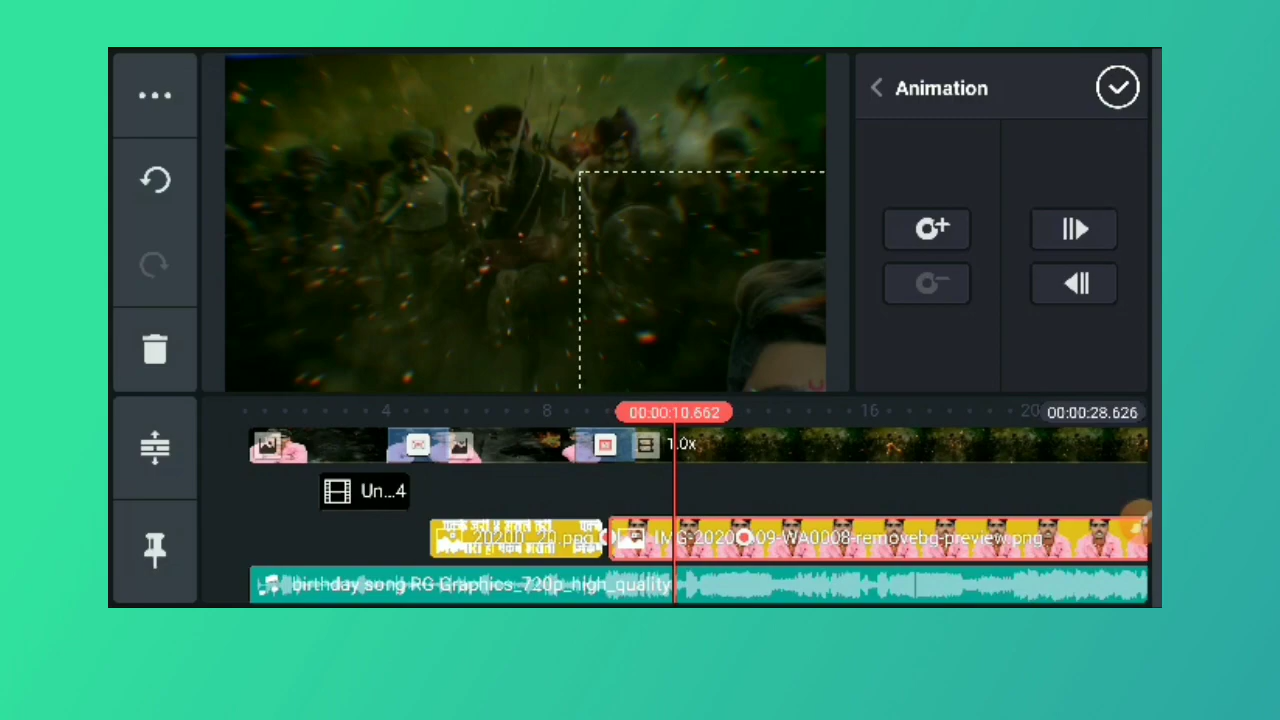 Animation
4
8
00:00:10.662
16
20
00:00:28.626
1.0x
Un...4
IMG-2020
09-WA0008-removebg-preview.png
birthday song RG Graphics_720p_high_quality